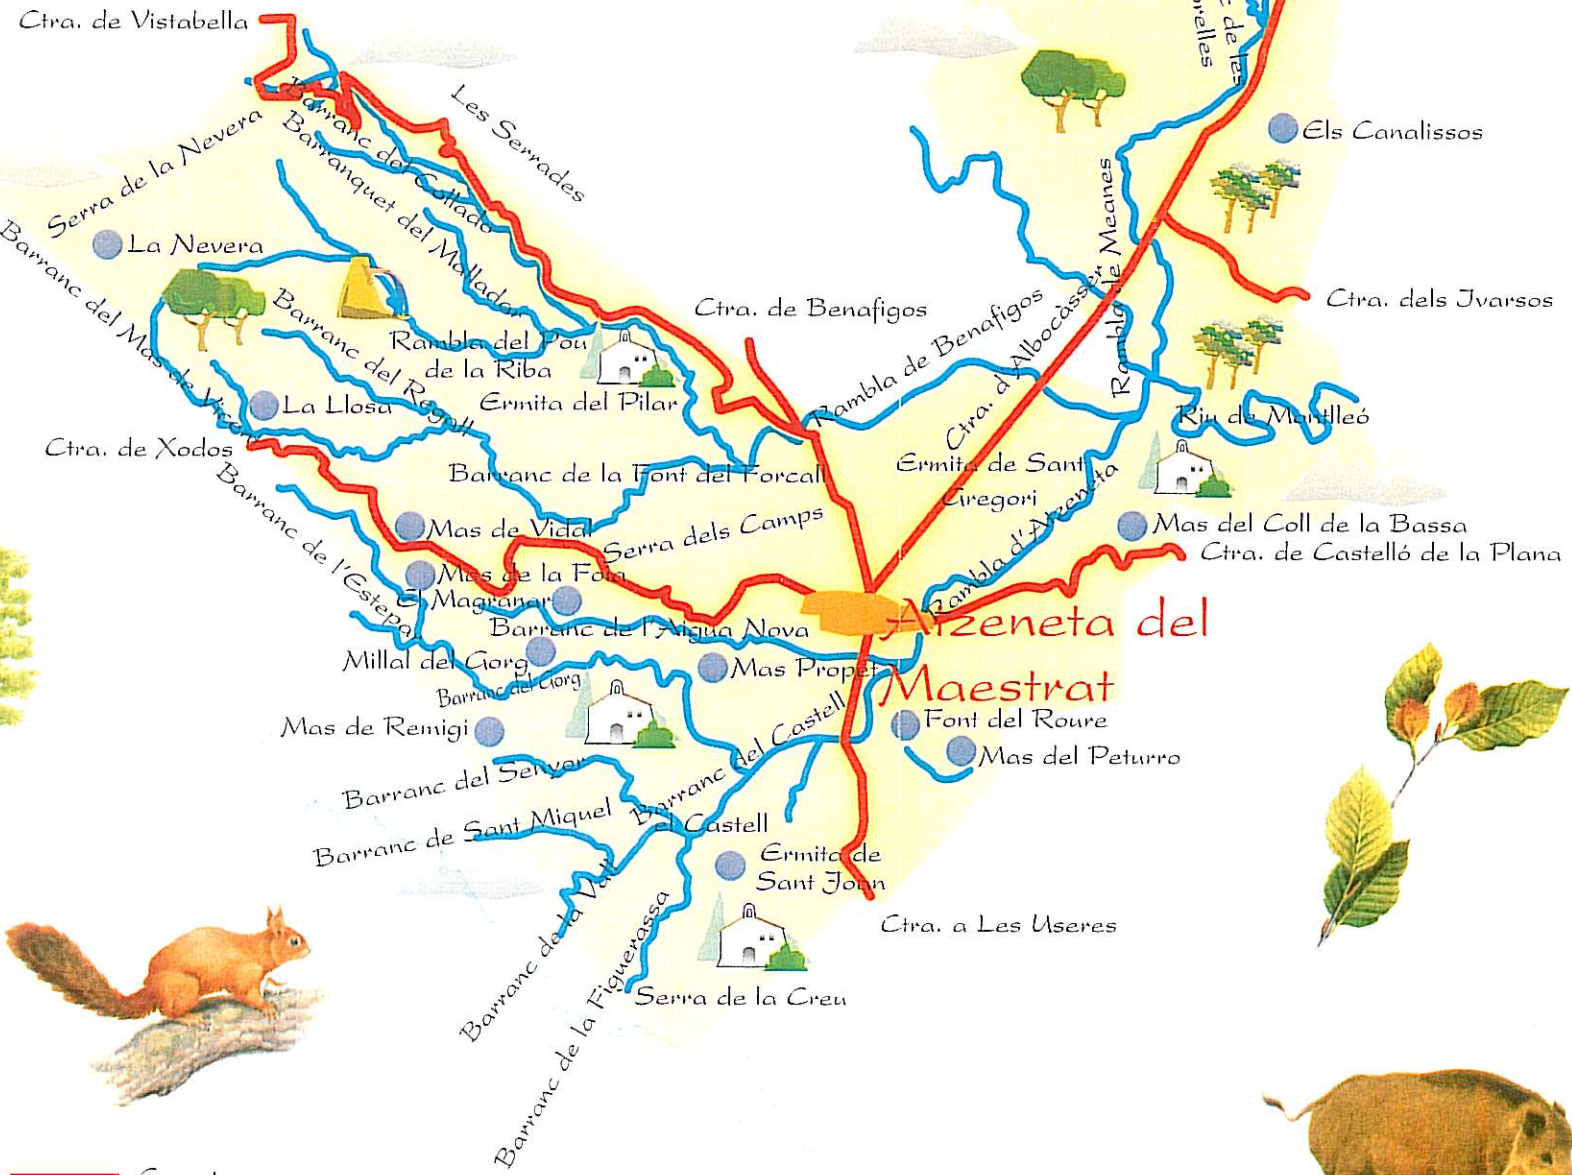 Ctra. de Vistabella
Les Serrades
Barranc del Collado
Barranquet del Mallador
Serra de la Nevera
La Nevera
Barranc del Mas de Vicent
Barranc del Regall
Rambla del Pou
de la Riba
Ermita del Pilar
La Llosa
Ctra. de Xodos
Barranc de la Font del Forcall
Ctra. de Benafigos
Rambla de Benafigos
Ctra. d'Albocàsser
Rambla de Meanes
c de les
Els Canalissos
Ctra. dels Ivarsos
Riu de Montlleó
Ermita de Sant
Gregori
Rambla d'Atzeneta
Mas del Coll de la Bassa
Ctra. de Castelló de la Plana
Mas de Vidal
Serra dels Camps
Mas de la Foia
El Magranar
Barranc de l'Estepar
Barranc de l'Aigua Nova
Atzeneta del
Maestrat
Millal del Gorg
Barranc del Gorg
Mas Propet
Mas de Remigi
Font del Roure
Mas del Peturro
Barranc del Senyor
Barranc del Castell
Barranc de Sant Miquel
el Castell
Ermita de
Sant Joan
Barranc de la Vall
Barranc de la Figuerassa
Ctra. a Les Useres
Serra de la Creu